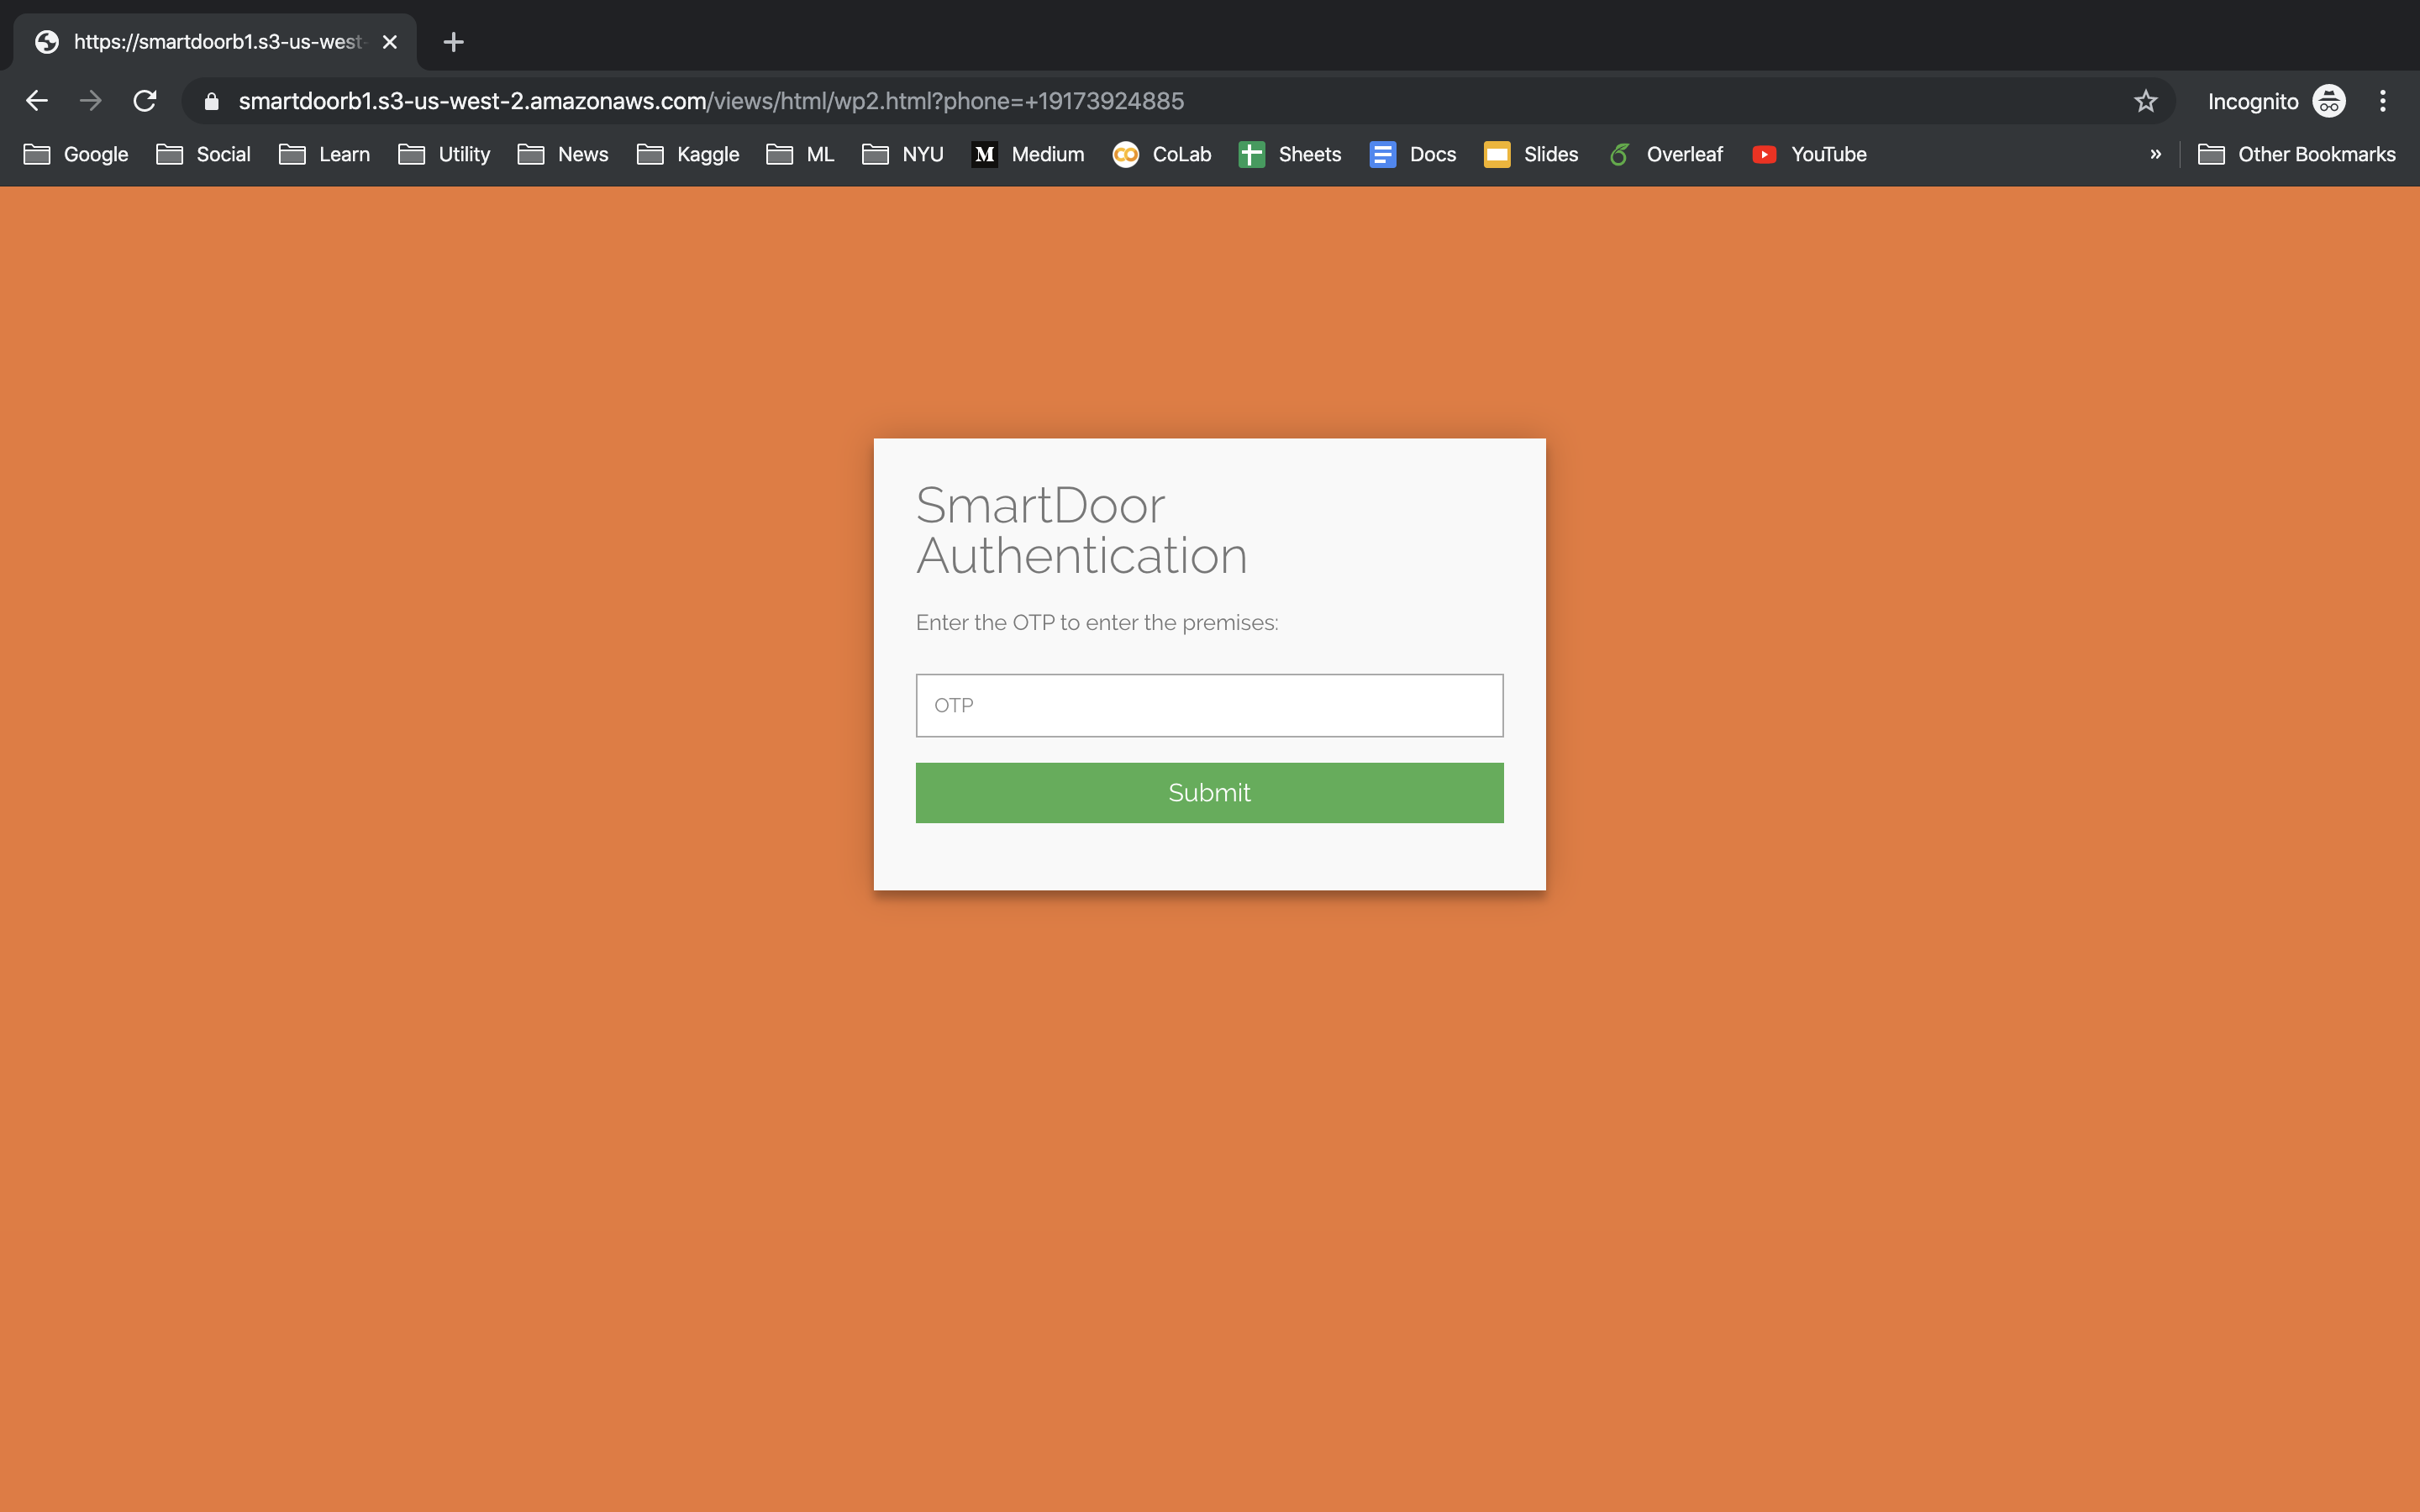 https://smartdoorb1.s3-us-west
smartdoorb1.s3-us-west-2.amazonaws.com/views/html/wp2.html?phone=+19173924885
Incognito
Google Social Learn Utility News Kaggle ML NYU M Medium CoLab Sheets Docs Slides Overleaf YouTube » Other Bookmarks
SmartDoor
Authentication
Enter the OTP to enter the premises:
OTP
Submit